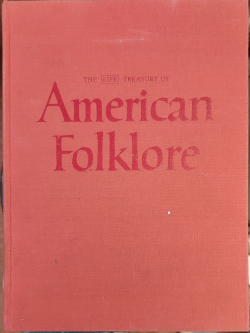 THE LIFE TREASURY OF
American
Folklore